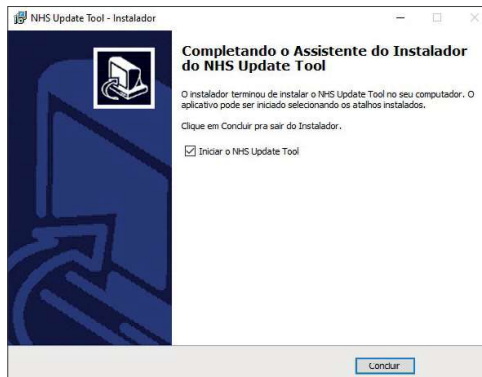 NHS Update Tool - Instalador
Completando o Assistente do Instalador
do NHS Update Tool
O instalador terminou de instalar o NHS Update Tool no seu computador. O
aplicativo pode ser iniciado selecionando os atalhos instalados.
Clique em Concluir pra sair do Instalador.
Iniciar o NHS Update Tool
Concluir